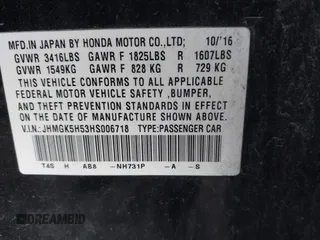 MFD. IN JAPAN BY HONDA MOTOR CO.,LTD. 10/'16
GVWR 3416LBS GAWR F 1825LBS R 1607LBS
GVWR 1549KG GAWR F 828 KG R 729 KG
THIS VEHICLE CONFORMS TO ALL APPLICABLE
FEDERAL MOTOR VEHICLE SAFETY ,BUMPER,
AND THEFT PREVENTION STANDARDS IN EFFECT
ON THE DATE OF MANUFACTURE SHOWN ABOVE.
V.I.N.: JHMGK5H53HS006718 TYPE:PASSENGER CAR
T4S H AB8 -NH731P -A -S
DREAMBID